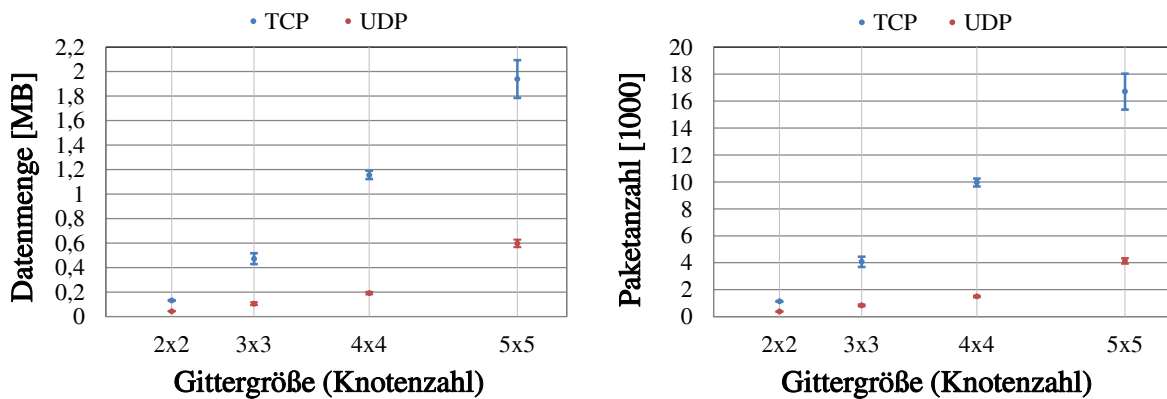 TCP UDP
Datenmenge [MB]
2,2
2
1,8
1,6
1,4
1,2
1
0,8
0,6
0,4
0,2
0
2x2 3x3 4x4 5x5
Gittergröße (Knotenzahl)
TCP UDP
Paketanzahl [1000]
20
18
16
14
12
10
8
6
4
2
0
2x2 3x3 4x4 5x5
Gittergröße (Knotenzahl)